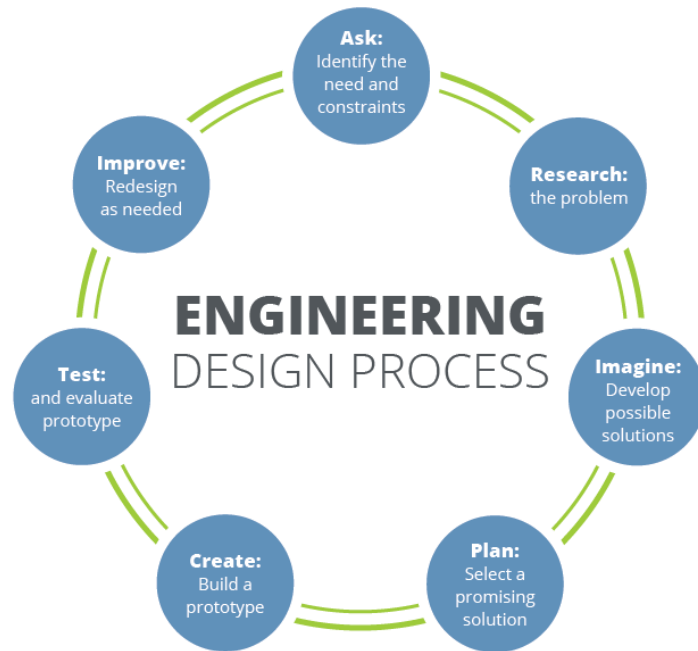 Ask:
Identify the
need and
constraints
Research:
the problem
Imagine:
Develop
possible
solutions
Plan:
Select a
promising
solution
Create:
Build a
prototype
Test:
and evaluate
prototype
Improve:
Redesign
as needed
ENGINEERING
DESIGN PROCESS